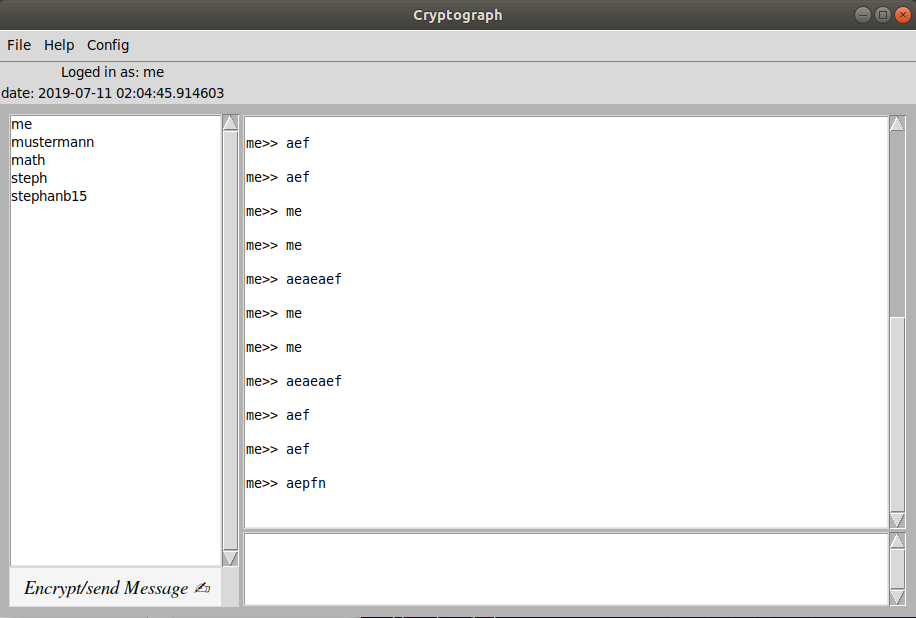 Cryptograph
File Help Config
Loged in as: me
date: 2019-07-11 02:04:45.914603
me
mustermann
math
steph
stephanb15
me>> aef
me>> aef
me>> me
me>> me
me>> aeaeaef
me>> me
me>> me
me>> aeaeaef
me>> aef
me>> aef
me>> aepfn
Encrypt/send Message ✍